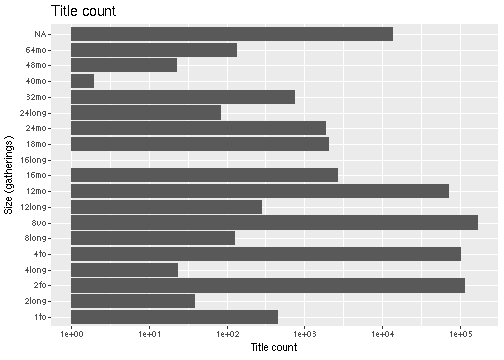 Title count
NA
64mo
48mo
40mo
32mo
24long
24mo
18mo
16long
16mo
12mo
12long
8vo
8long
4to
4long
2fo
2long
1fo
Size (gatherings)
1e+00 1e+01 1e+02 1e+03 1e+04 1e+05
Title count